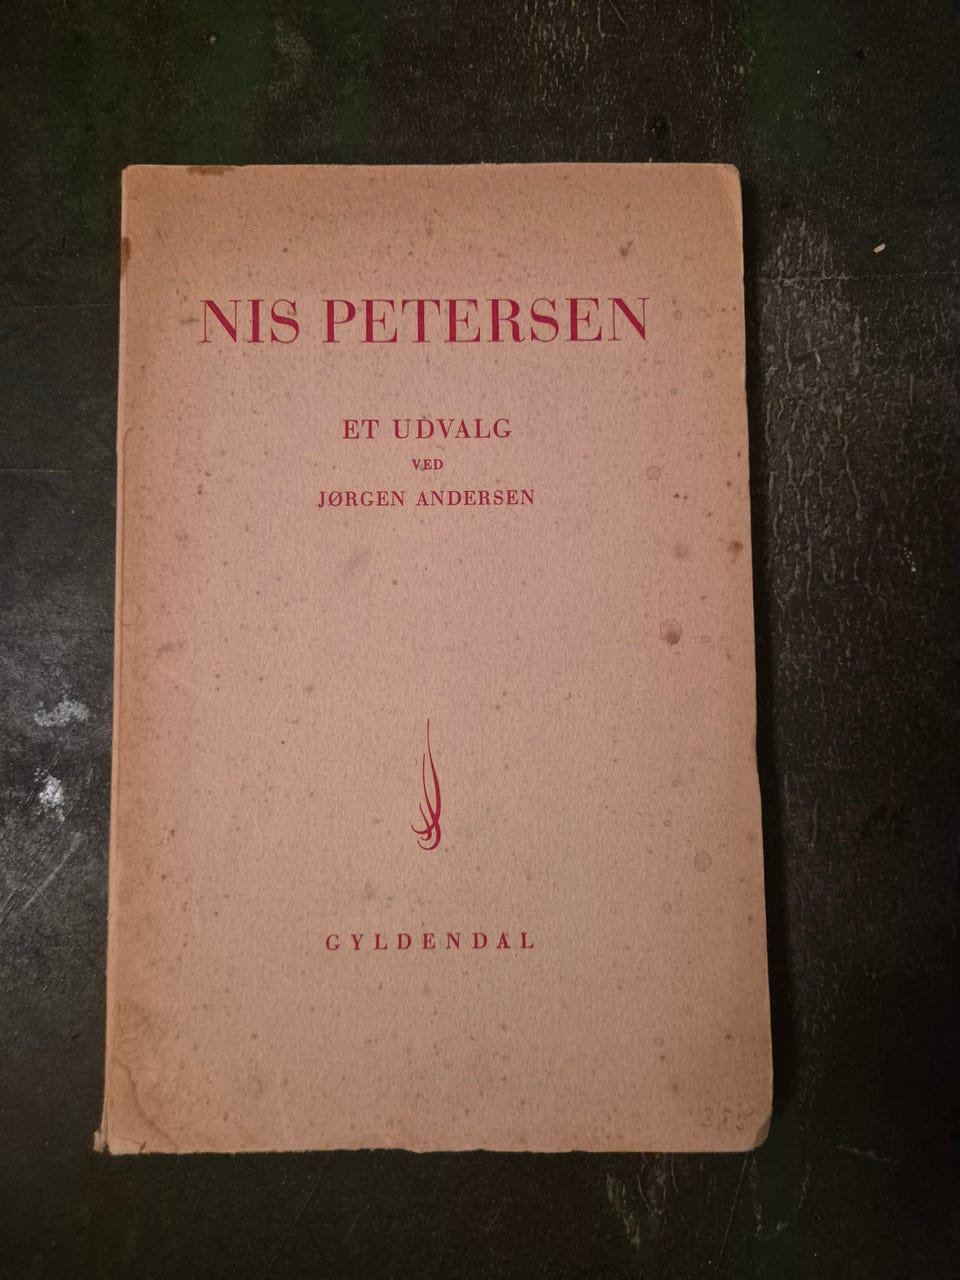 NIS PETERSEN
ET UDVALG
VED
JØRGEN ANDERSEN
GYLDENDAL